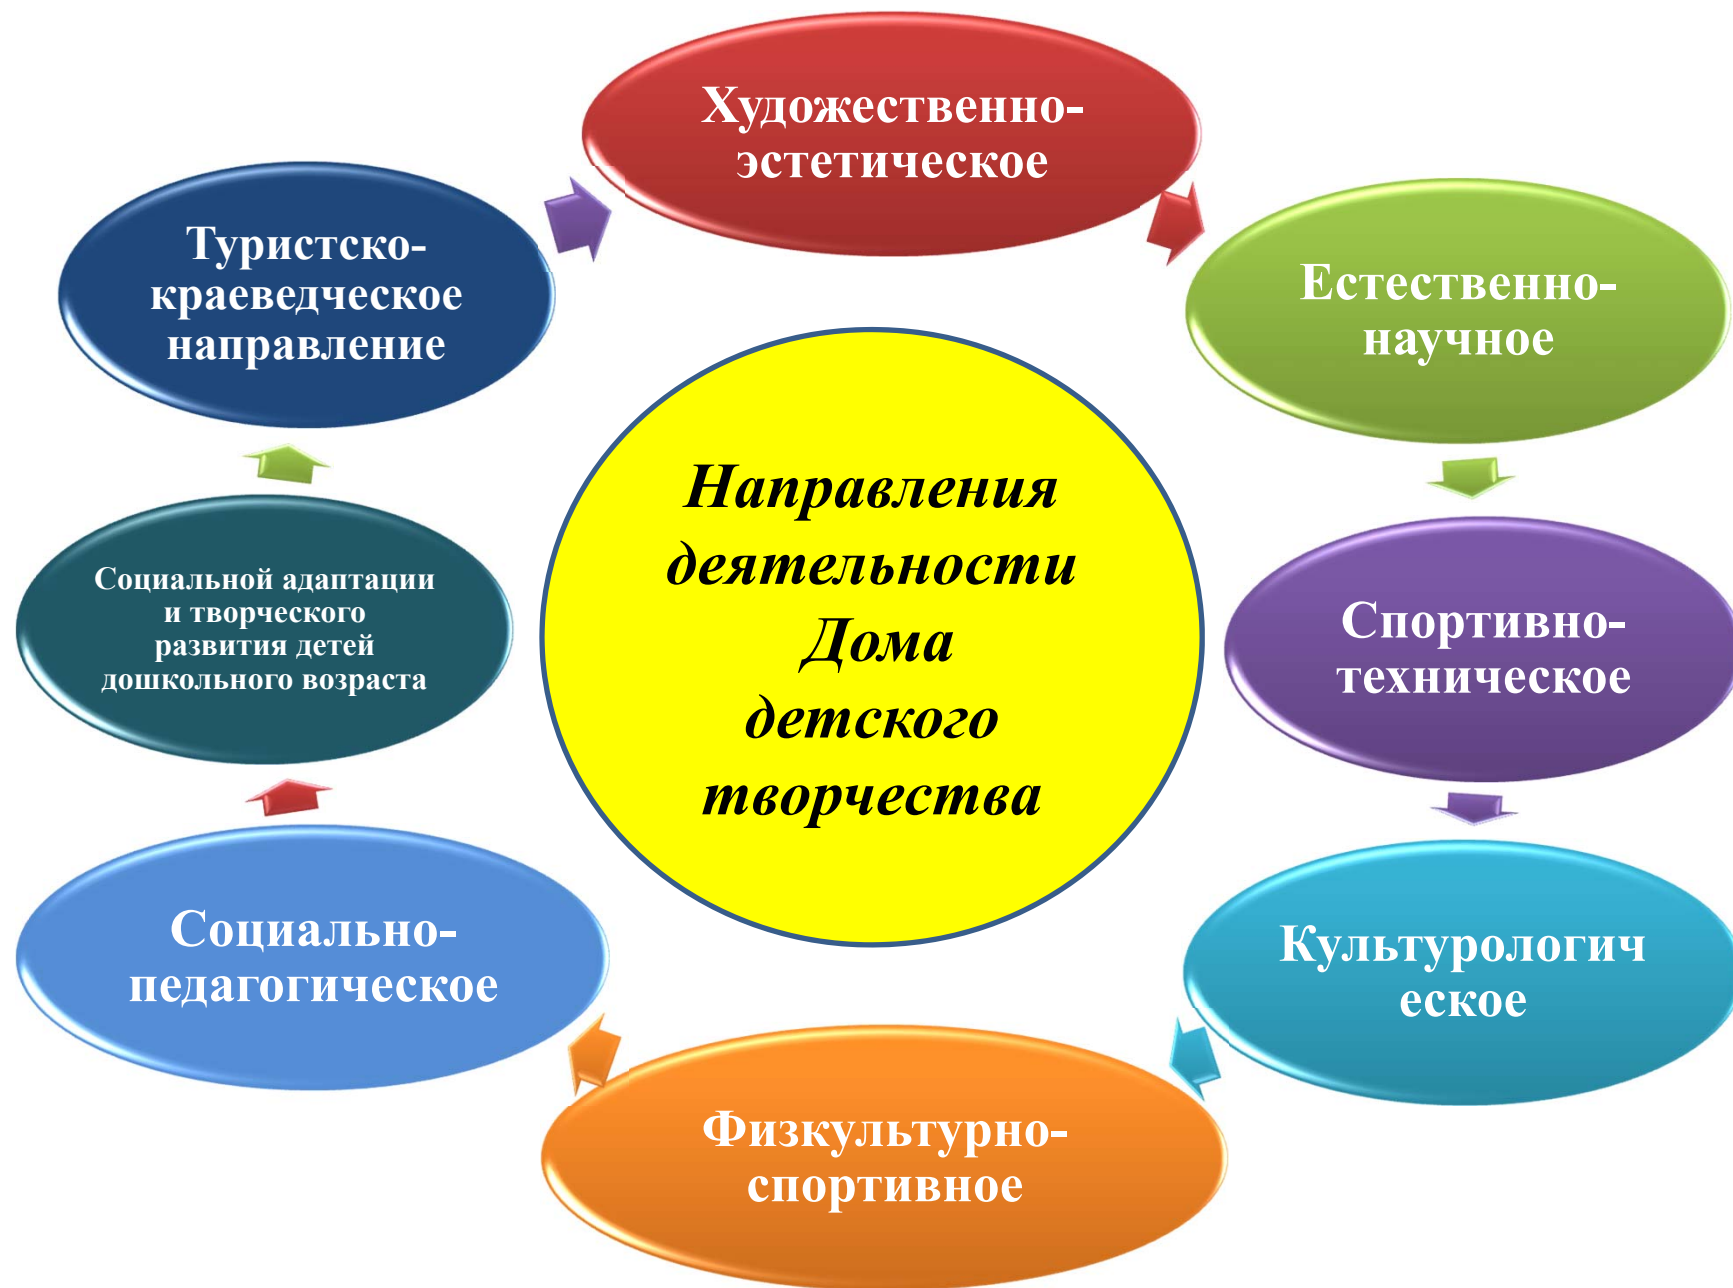 Художественно-
эстетическое
Естественно-
научное
Спортивно-
техническое
Культурологич
еское
Физкультурно-
спортивное
Социально-
педагогическое
Социальной адаптации
и творческого
развития детей
дошкольного возраста
Туристско-
краеведческое
направление
Направления
деятельности
Дома
детского
творчества